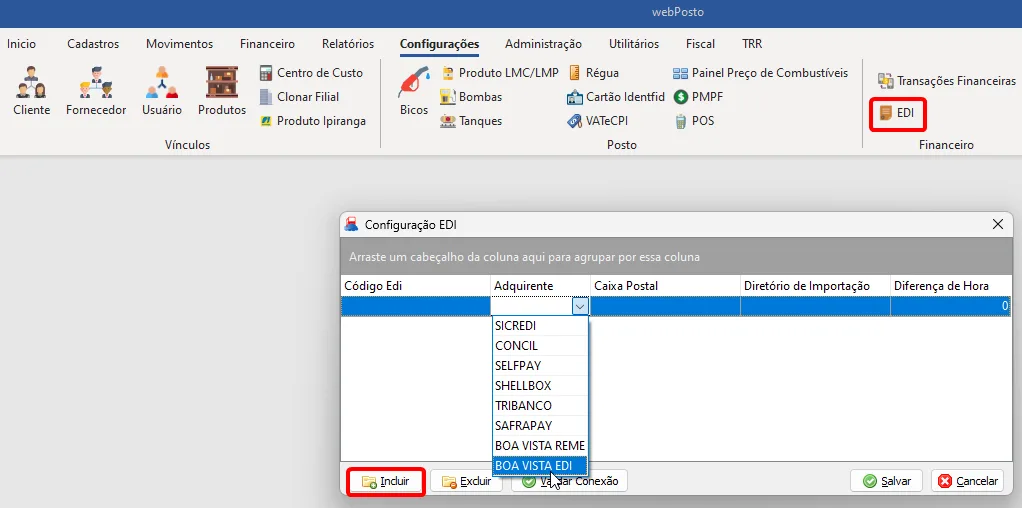 webPosto
Inicio Cadastros Movimentos Financeiro Relatórios Configurações Administração Utilitários Fiscal TRR
Cliente Fornecedor Usuário Produtos
Centro de Custo
Clonar Filial
Produto Ipiranga
Vínculos
Bicos
Produto LMC/LMP Régua Painel Preço de Combustíveis
Bombas Cartão Identfid PMPF
Tanques VATeCPI POS
Posto
Transações Financeiras
EDI
Financeiro
Configuração EDI
Arraste um cabeçalho da coluna aqui para agrupar por essa coluna
Código Edi Adquirente Caixa Postal Diretório de Importação Diferença de Hora
0
SICREDI
CONCIL
SELFPAY
SHELLBOX
TRIBANCO
SAFRAPAY
BOA VISTA REME
BOA VISTA EDI
Incluir Excluir Validar Conexão Salvar Cancelar